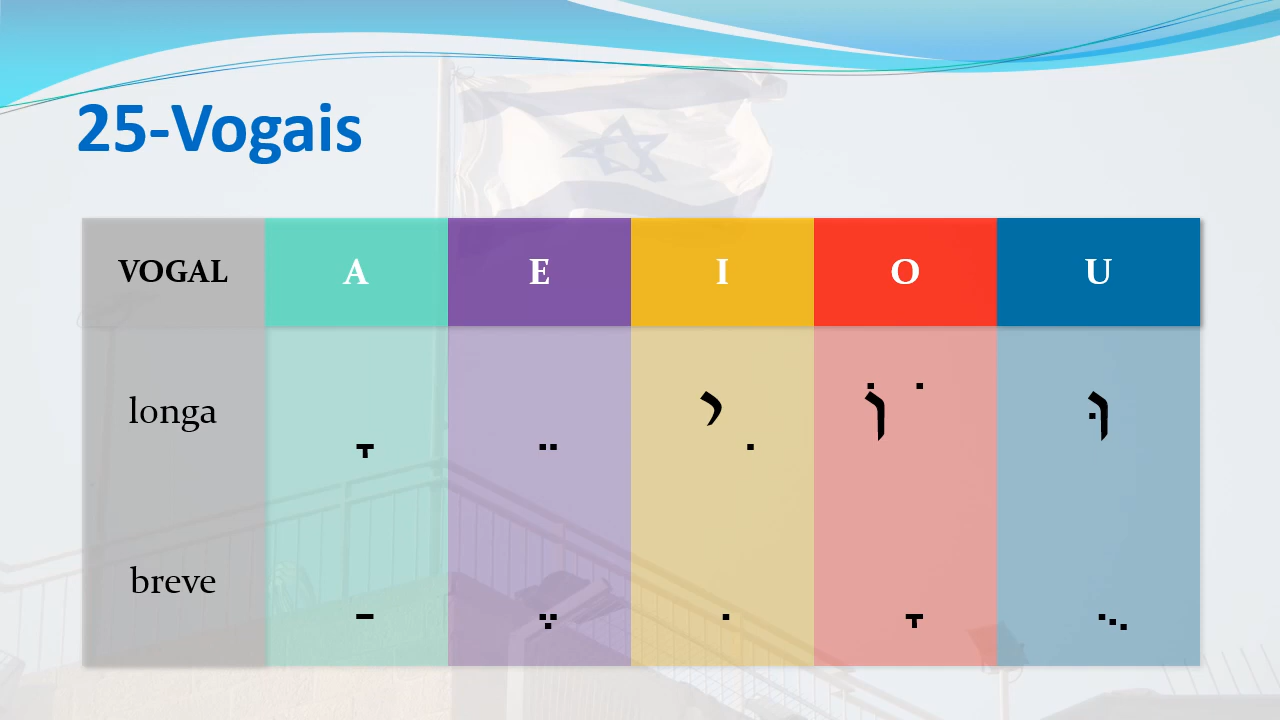 25-Vogais
VOGAL A E I O U
longa ָ ֵ ִ י ֹ וֹ וּ
breve ַ ֶ ִ ָ ֻ